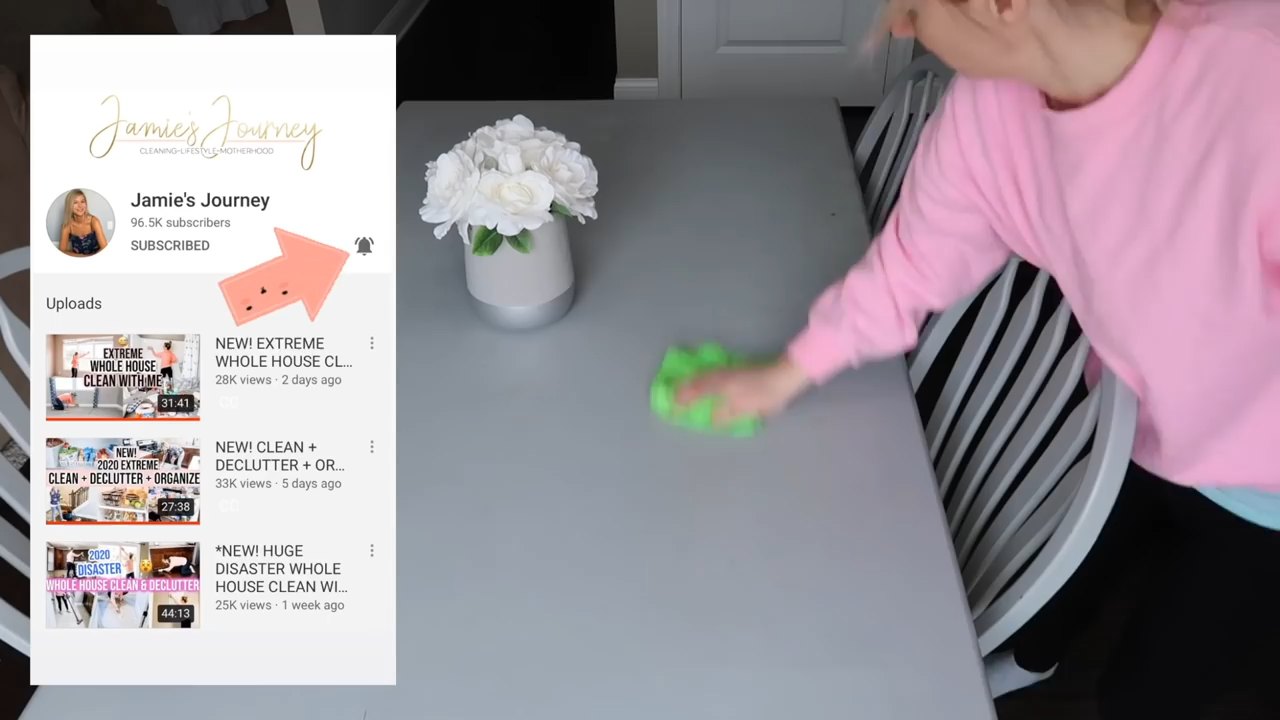 Jamie's Journey
CLEANING•LIFESTYLE•MOTHERHOOD
Jamie's Journey
96.5K subscribers
SUBSCRIBED
Uploads
EXTREME
WHOLE HOUSE
CLEAN WITH ME
31:41
NEW! EXTREME
WHOLE HOUSE CL...
28K views · 2 days ago
CC
NEW!
2020 EXTREME
CLEAN + DECLUTTER + ORGANIZE
27:38
NEW! CLEAN +
DECLUTTER + OR...
33K views · 5 days ago
CC
2020
DISASTER
WHOLE HOUSE CLEAN & DECLUTTER
44:13
*NEW! HUGE
DISASTER WHOLE
HOUSE CLEAN WI...
25K views · 1 week ago